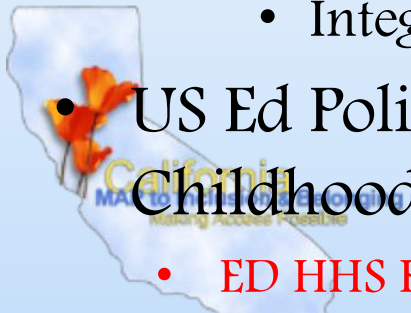 • Integ
• US Ed Poli
Childhood
California
MAP to Inclusion & Belonging
Making Access Possible
• ED HHS